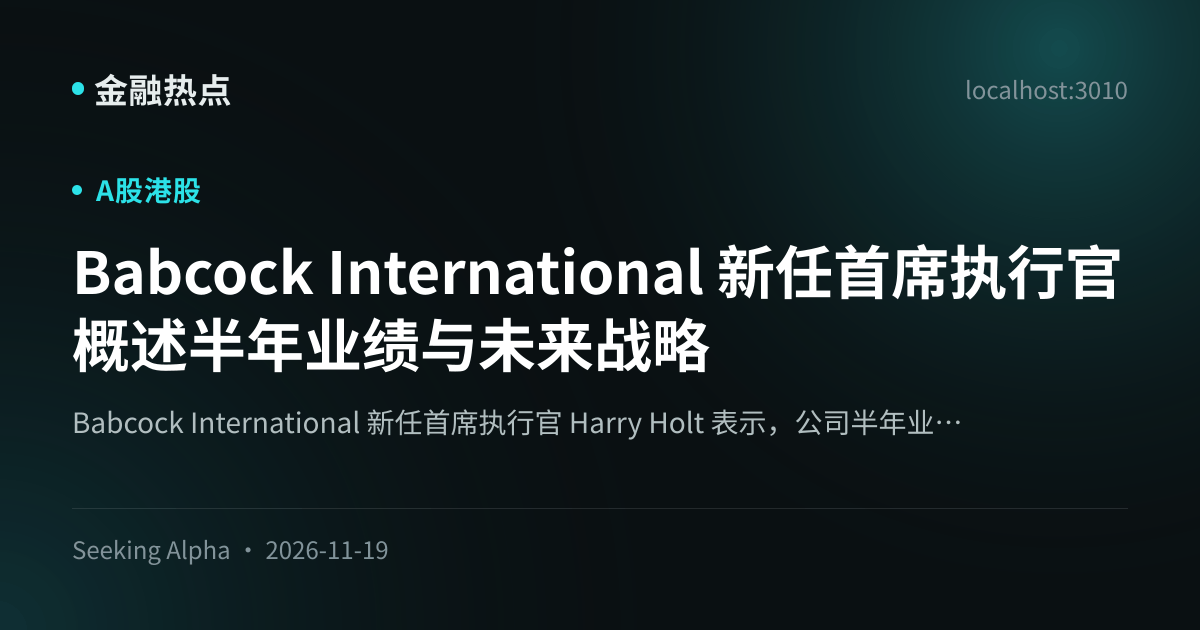 金融热点
localhost:3010
A股港股
Babcock International 新任首席执行官
概述半年业绩与未来战略
Babcock International 新任首席执行官 Harry Holt 表示，公司半年业…
Seeking Alpha · 2026-11-19